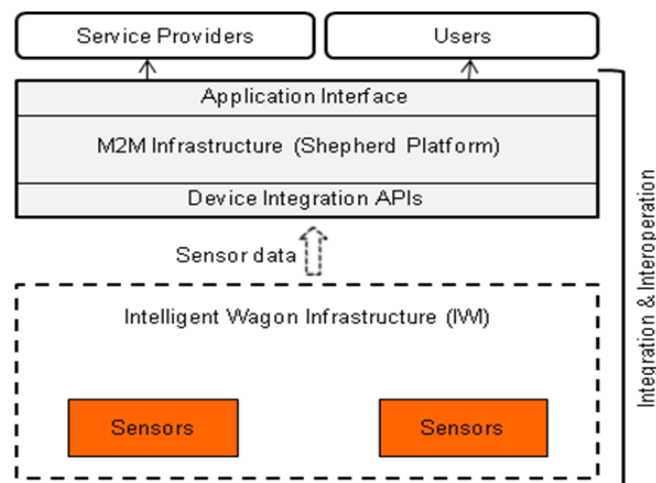 Service Providers
Users
Application Interface
M2M Infrastructure (Shepherd Platform)
Device Integration APIs
Sensor data
Intelligent Wagon Infrastructure (IWI)
Sensors
Sensors
Integration & Interoperation